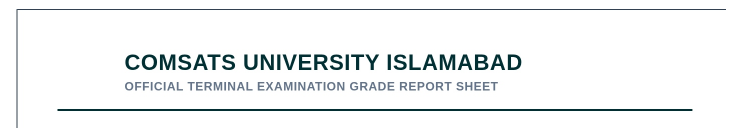 COMSATS UNIVERSITY ISLAMABAD
OFFICIAL TERMINAL EXAMINATION GRADE REPORT SHEET